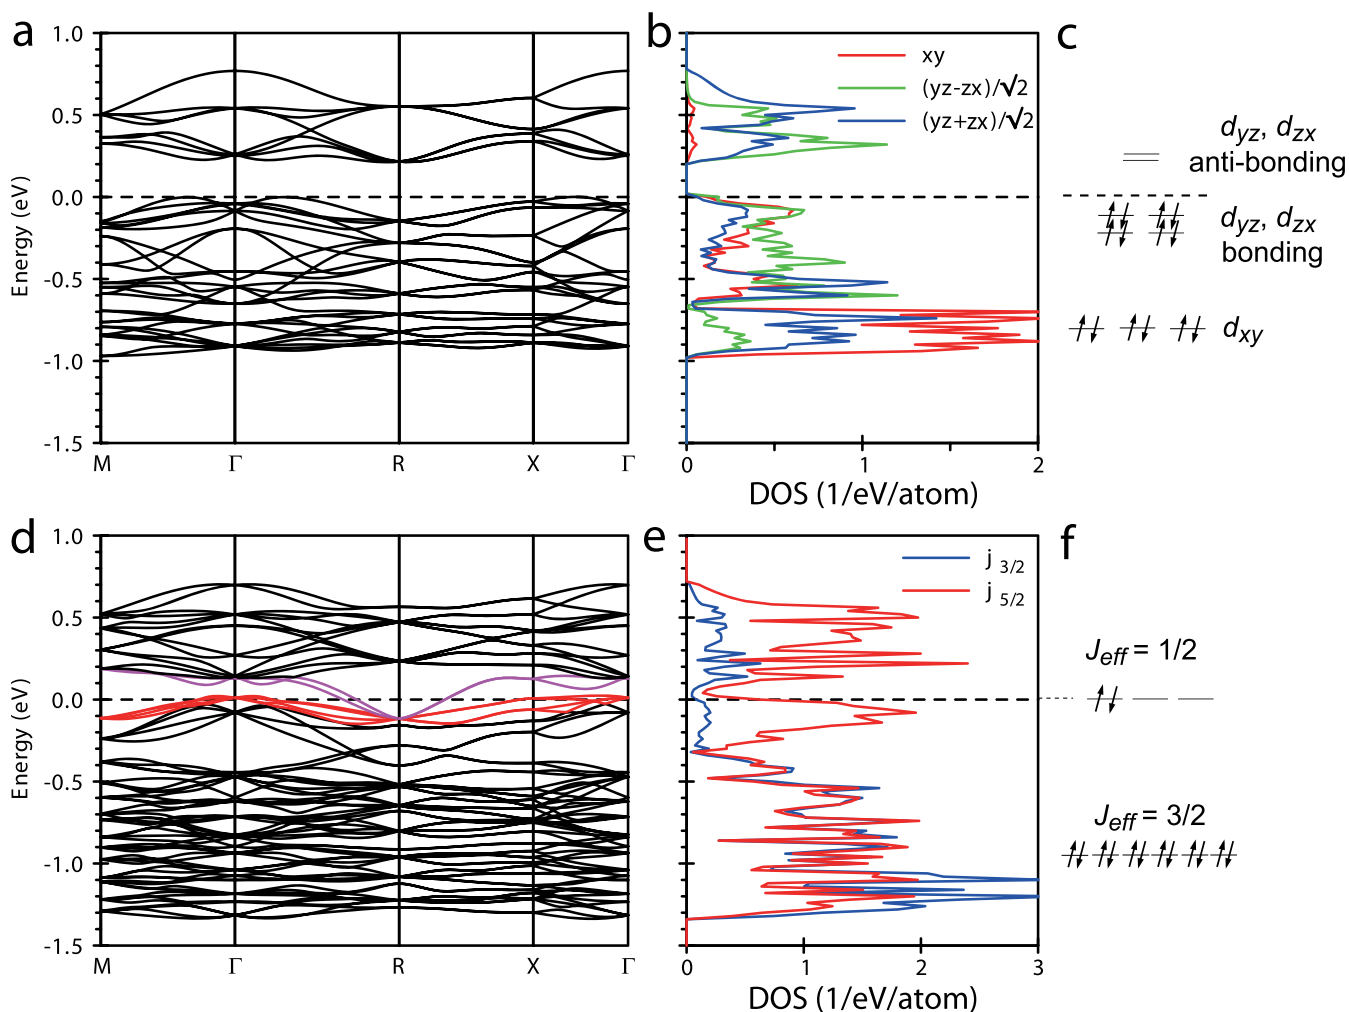 a
1.0
0.5
0.0
-0.5
-1.0
-1.5
Energy (eV)
M Γ R X Γ
b
xy
(yz-zx)/√2
(yz+zx)/√2
0 1 2
DOS (1/eV/atom)
c
dyz, dzx
anti-bonding
dyz, dzx
bonding
dxy
d
1.0
0.5
0.0
-0.5
-1.0
-1.5
Energy (eV)
M Γ R X Γ
e
j 3/2
j 5/2
0 1 2 3
DOS (1/eV/atom)
f
Jeff = 1/2
Jeff = 3/2